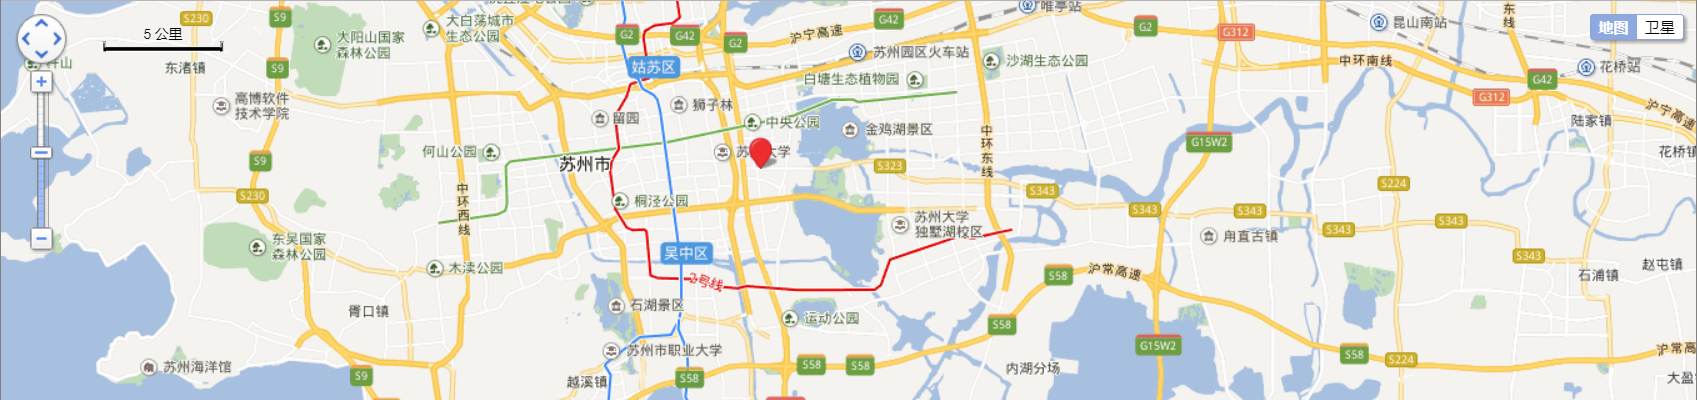 S230
S9
大白荡城市
生态公园
G2
G42
G2
沪宁高速
G42
唯亭站
G2
G312
昆山南站
东线
地图
卫星
5 公里
大阳山国家
森林公园
东渚镇
S9
姑苏区
苏州园区火车站
沙湖生态公园
白塘生态植物园
中环南线
花桥站
G42
G312
沪宁高速
高博软件
技术学院
留园
狮子林
中央公园
金鸡湖景区
中环东线
陆家镇
花桥镇
G15W2
何山公园
S9
苏州市
S323
S230
中环西线
桐泾公园
S343
S224
S343
S343
S343
S343
S343
苏州大学
独墅湖校区
甪直古镇
东吴国家
森林公园
木渎公园
吴中区
2号线
S58
沪常高速
石浦镇
赵屯镇
胥口镇
石湖景区
运动公园
S58
G15W2
苏州市职业大学
苏州海洋馆
S9
越溪镇
S58
S58
S58
内湖分场
S58
S224
沪常高
大盈